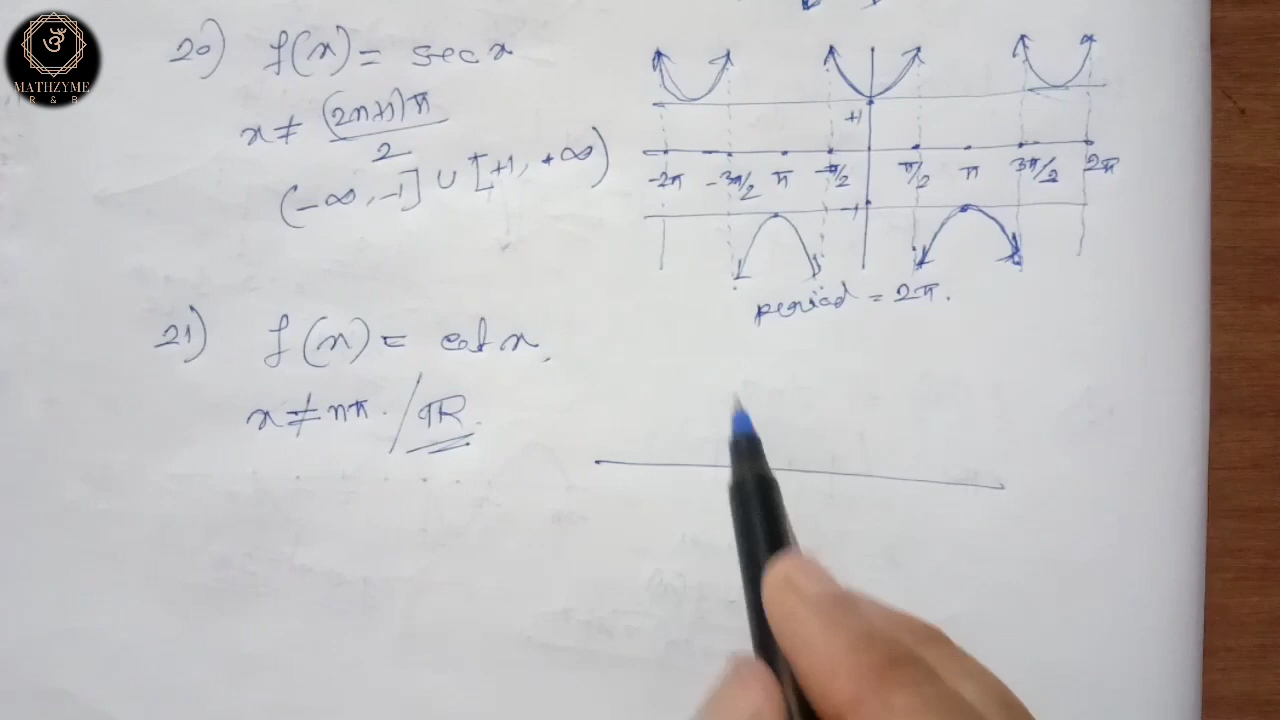 ॐ
MATHZYME
R & B
20) f(x) = sec x
x ≠ (2n+1)π/2
(-∞, -1] ∪ [+1, +∞)
+1
-2π -3π/2 π -π/2 π/2 π 3π/2 2π
-1
period = 2π.
21) f(x) = cot x.
x ≠ nπ. / ℝ.